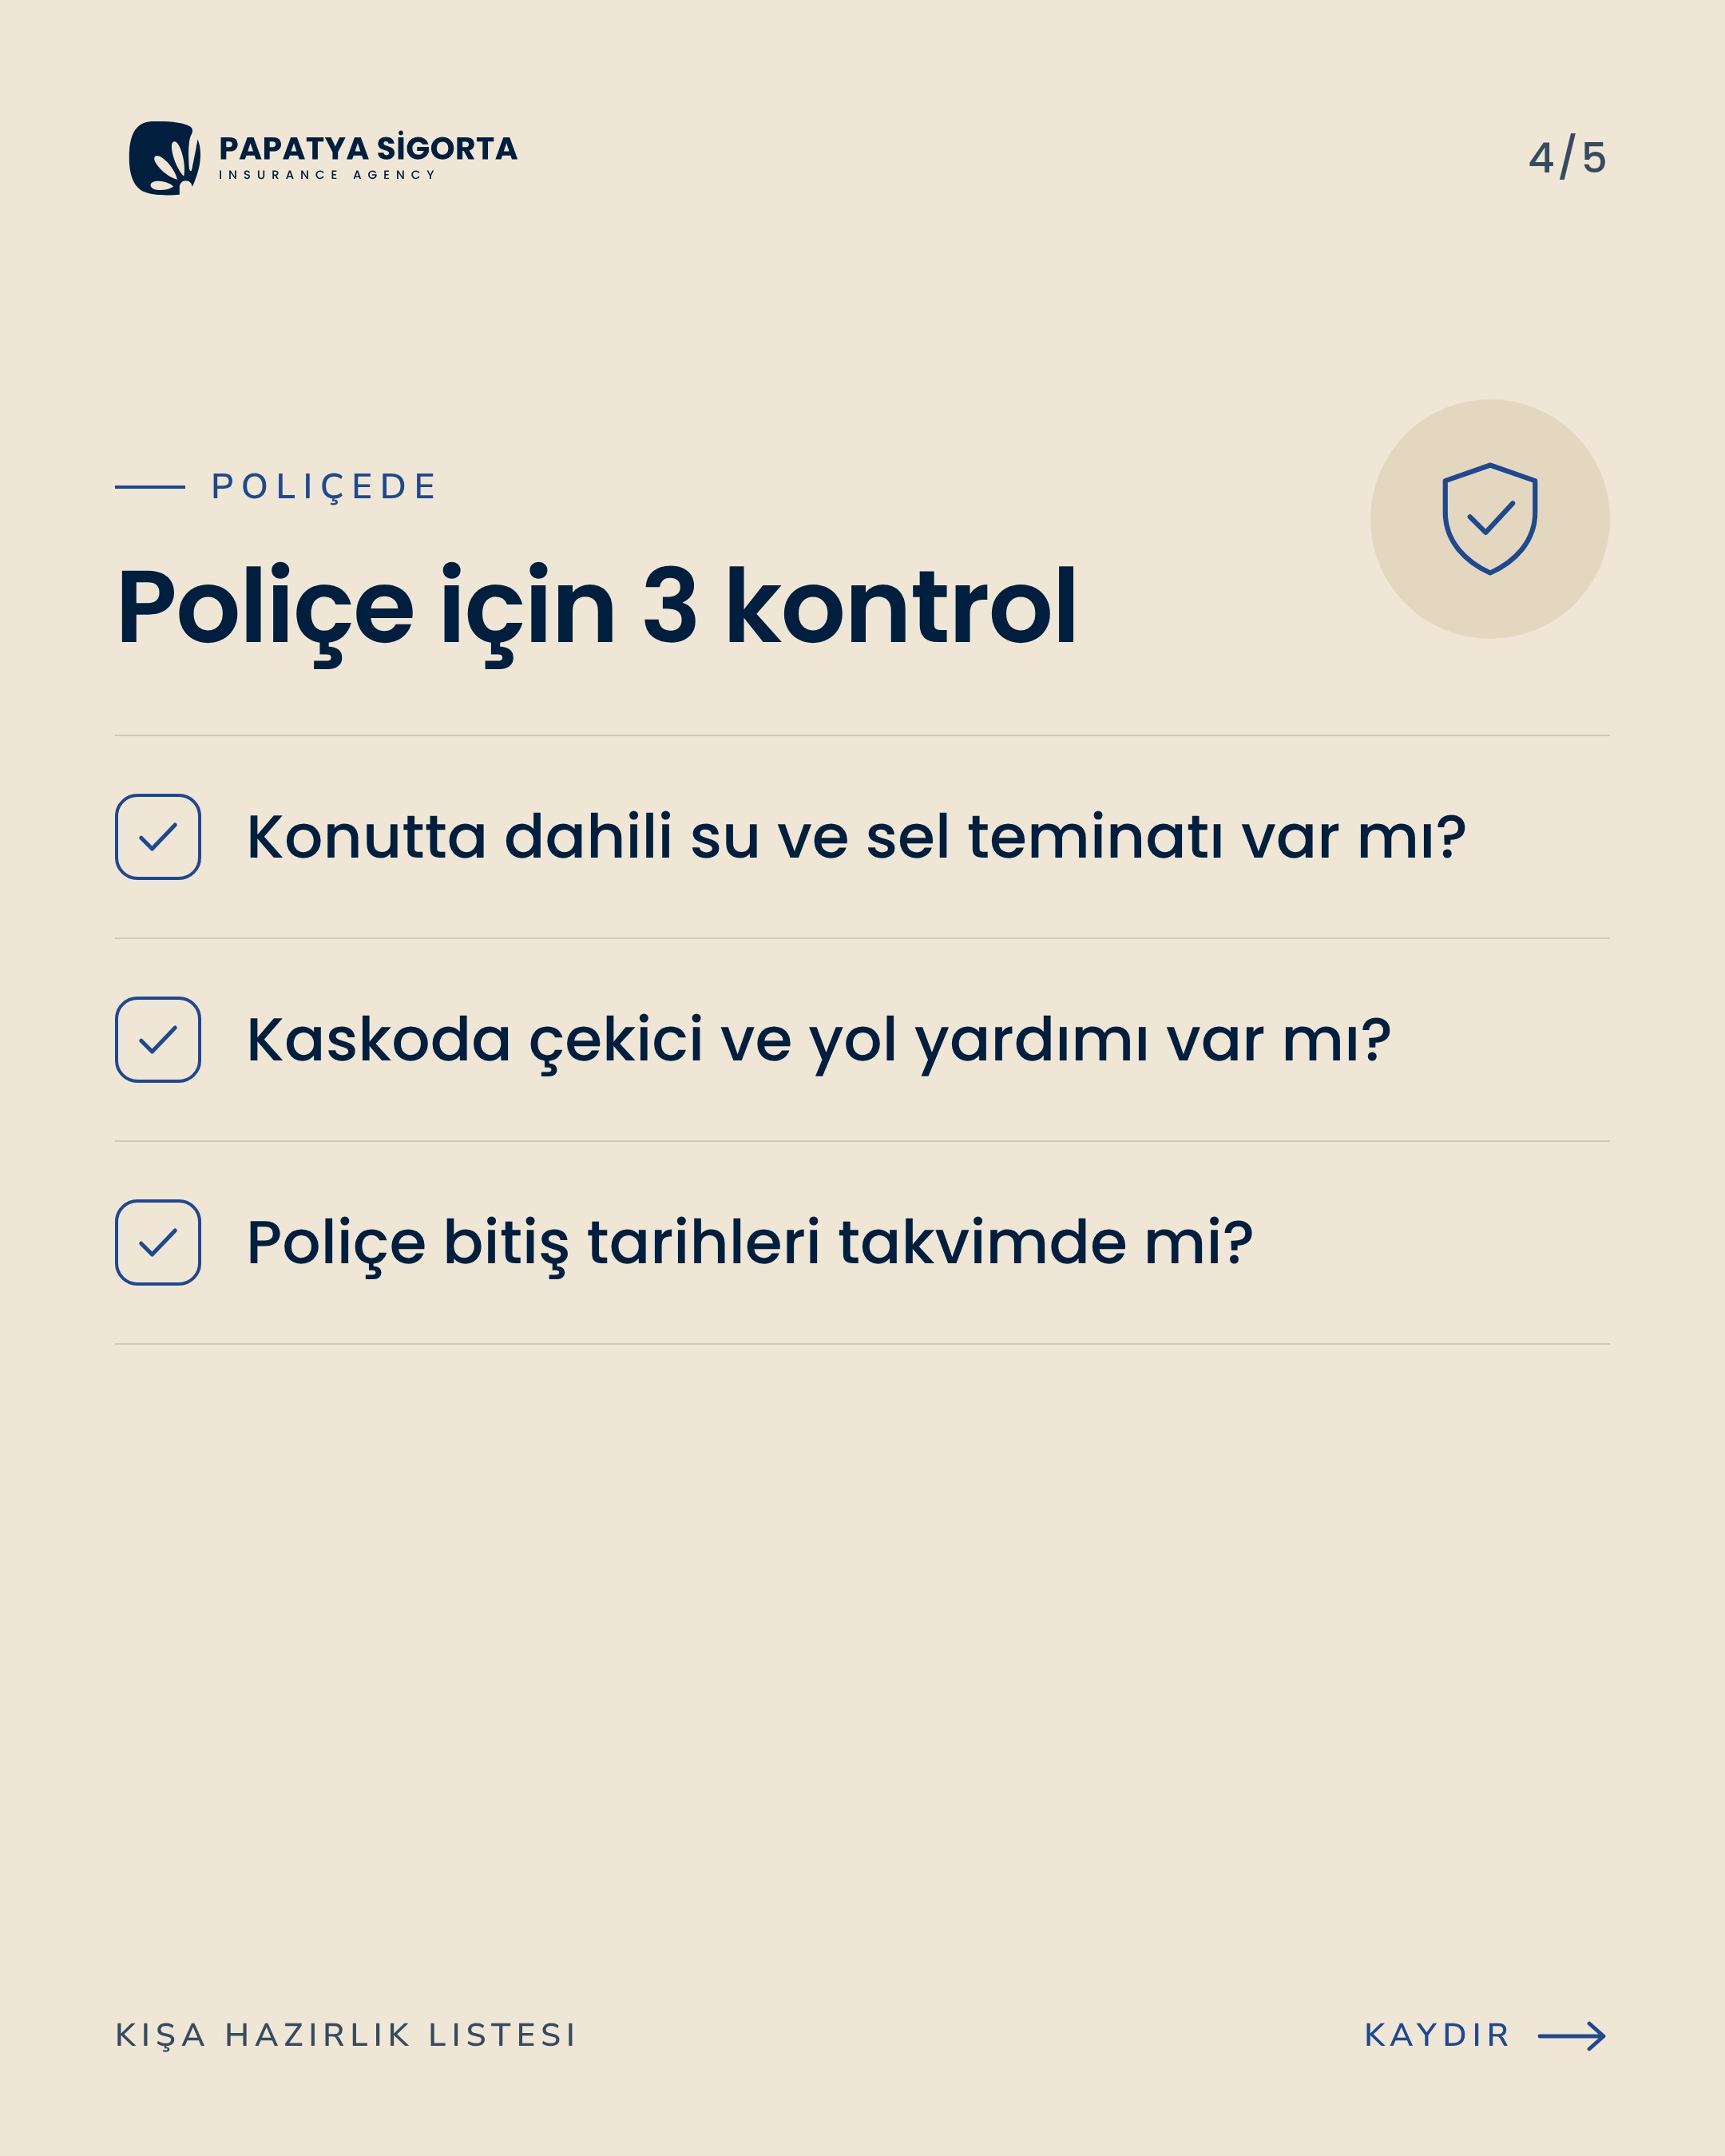 PAPATYA SİGORTA
INSURANCE AGENCY
4/5
POLIÇEDE
Poliçe için 3 kontrol
Konutta dahili su ve sel teminatı var mı?
Kaskoda çekici ve yol yardımı var mı?
Poliçe bitiş tarihleri takvimde mi?
KIŞA HAZIRLIK LISTESI
KAYDIR